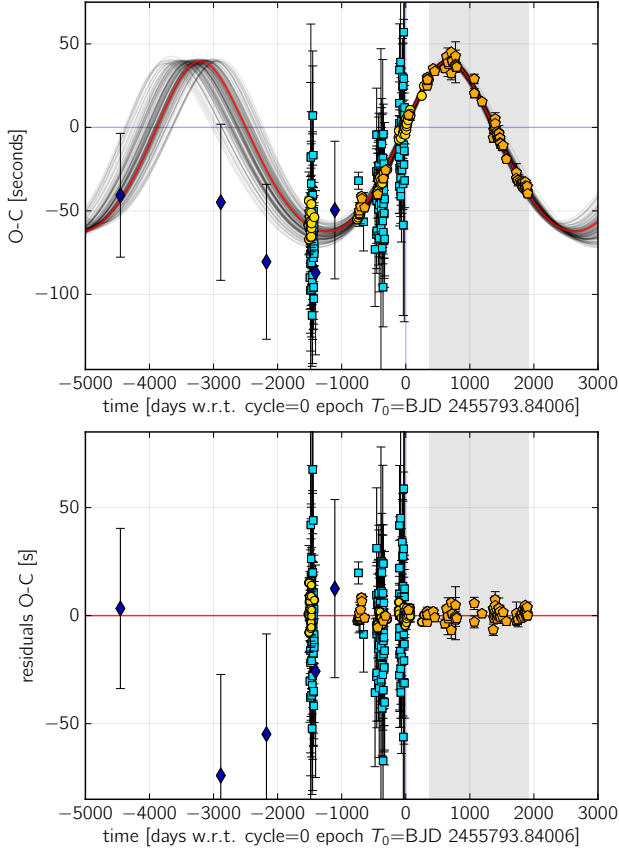 50
0
−50
−100
O-C [seconds]
−5000 −4000 −3000 −2000 −1000 0 1000 2000 3000
time [days w.r.t. cycle=0 epoch T₀=BJD 2455793.84006]
50
0
−50
residuals O-C [s]
−5000 −4000 −3000 −2000 −1000 0 1000 2000 3000
time [days w.r.t. cycle=0 epoch T₀=BJD 2455793.84006]